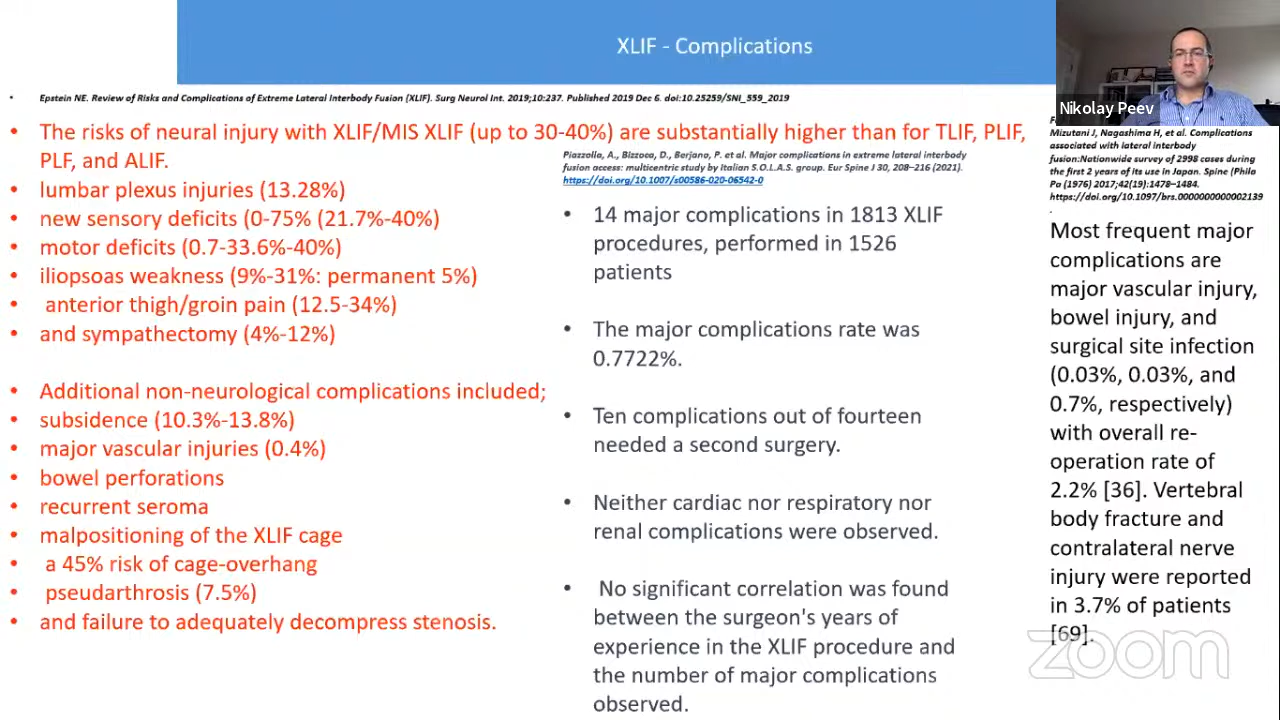 XLIF - Complications
Nikolay Peev
• Epstein NE. Review of Risks and Complications of Extreme Lateral Interbody Fusion (XLIF). Surg Neurol Int. 2019;10:237. Published 2019 Dec 6. doi:10.25259/SNI_559_2019
• The risks of neural injury with XLIF/MIS XLIF (up to 30-40%) are substantially higher than for TLIF, PLIF,
PLF, and ALIF.
• lumbar plexus injuries (13.28%)
• new sensory deficits (0-75% (21.7%-40%)
• motor deficits (0.7-33.6%-40%)
• iliopsoas weakness (9%-31%: permanent 5%)
• anterior thigh/groin pain (12.5-34%)
• and sympathectomy (4%-12%)
• Additional non-neurological complications included;
• subsidence (10.3%-13.8%)
• major vascular injuries (0.4%)
• bowel perforations
• recurrent seroma
• malpositioning of the XLIF cage
• a 45% risk of cage-overhang
• pseudarthrosis (7.5%)
• and failure to adequately decompress stenosis.
Piazzolla, A., Bizzoca, D., Berjano, P. et al. Major complications in extreme lateral interbody
fusion access: multicentric study by Italian S.O.L.A.S. group. Eur Spine J 30, 208–216 (2021).
https://doi.org/10.1007/s00586-020-06542-0
• 14 major complications in 1813 XLIF
procedures, performed in 1526
patients
• The major complications rate was
0.7722%.
• Ten complications out of fourteen
needed a second surgery.
• Neither cardiac nor respiratory nor
renal complications were observed.
• No significant correlation was found
between the surgeon's years of
experience in the XLIF procedure and
the number of major complications
observed.
Mizutani J, Nagashima H, et al. Complications
associated with lateral interbody
fusion:Nationwide survey of 2998 cases during
the first 2 years of its use in Japan. Spine (Phila
Pa (1976) 2017;42(19):1478–1484.
https://doi.org/10.1097/brs.0000000000002139
.
Most frequent major
complications are
major vascular injury,
bowel injury, and
surgical site infection
(0.03%, 0.03%, and
0.7%, respectively)
with overall re-
operation rate of
2.2% [36]. Vertebral
body fracture and
contralateral nerve
injury were reported
in 3.7% of patients
[69].
zoom